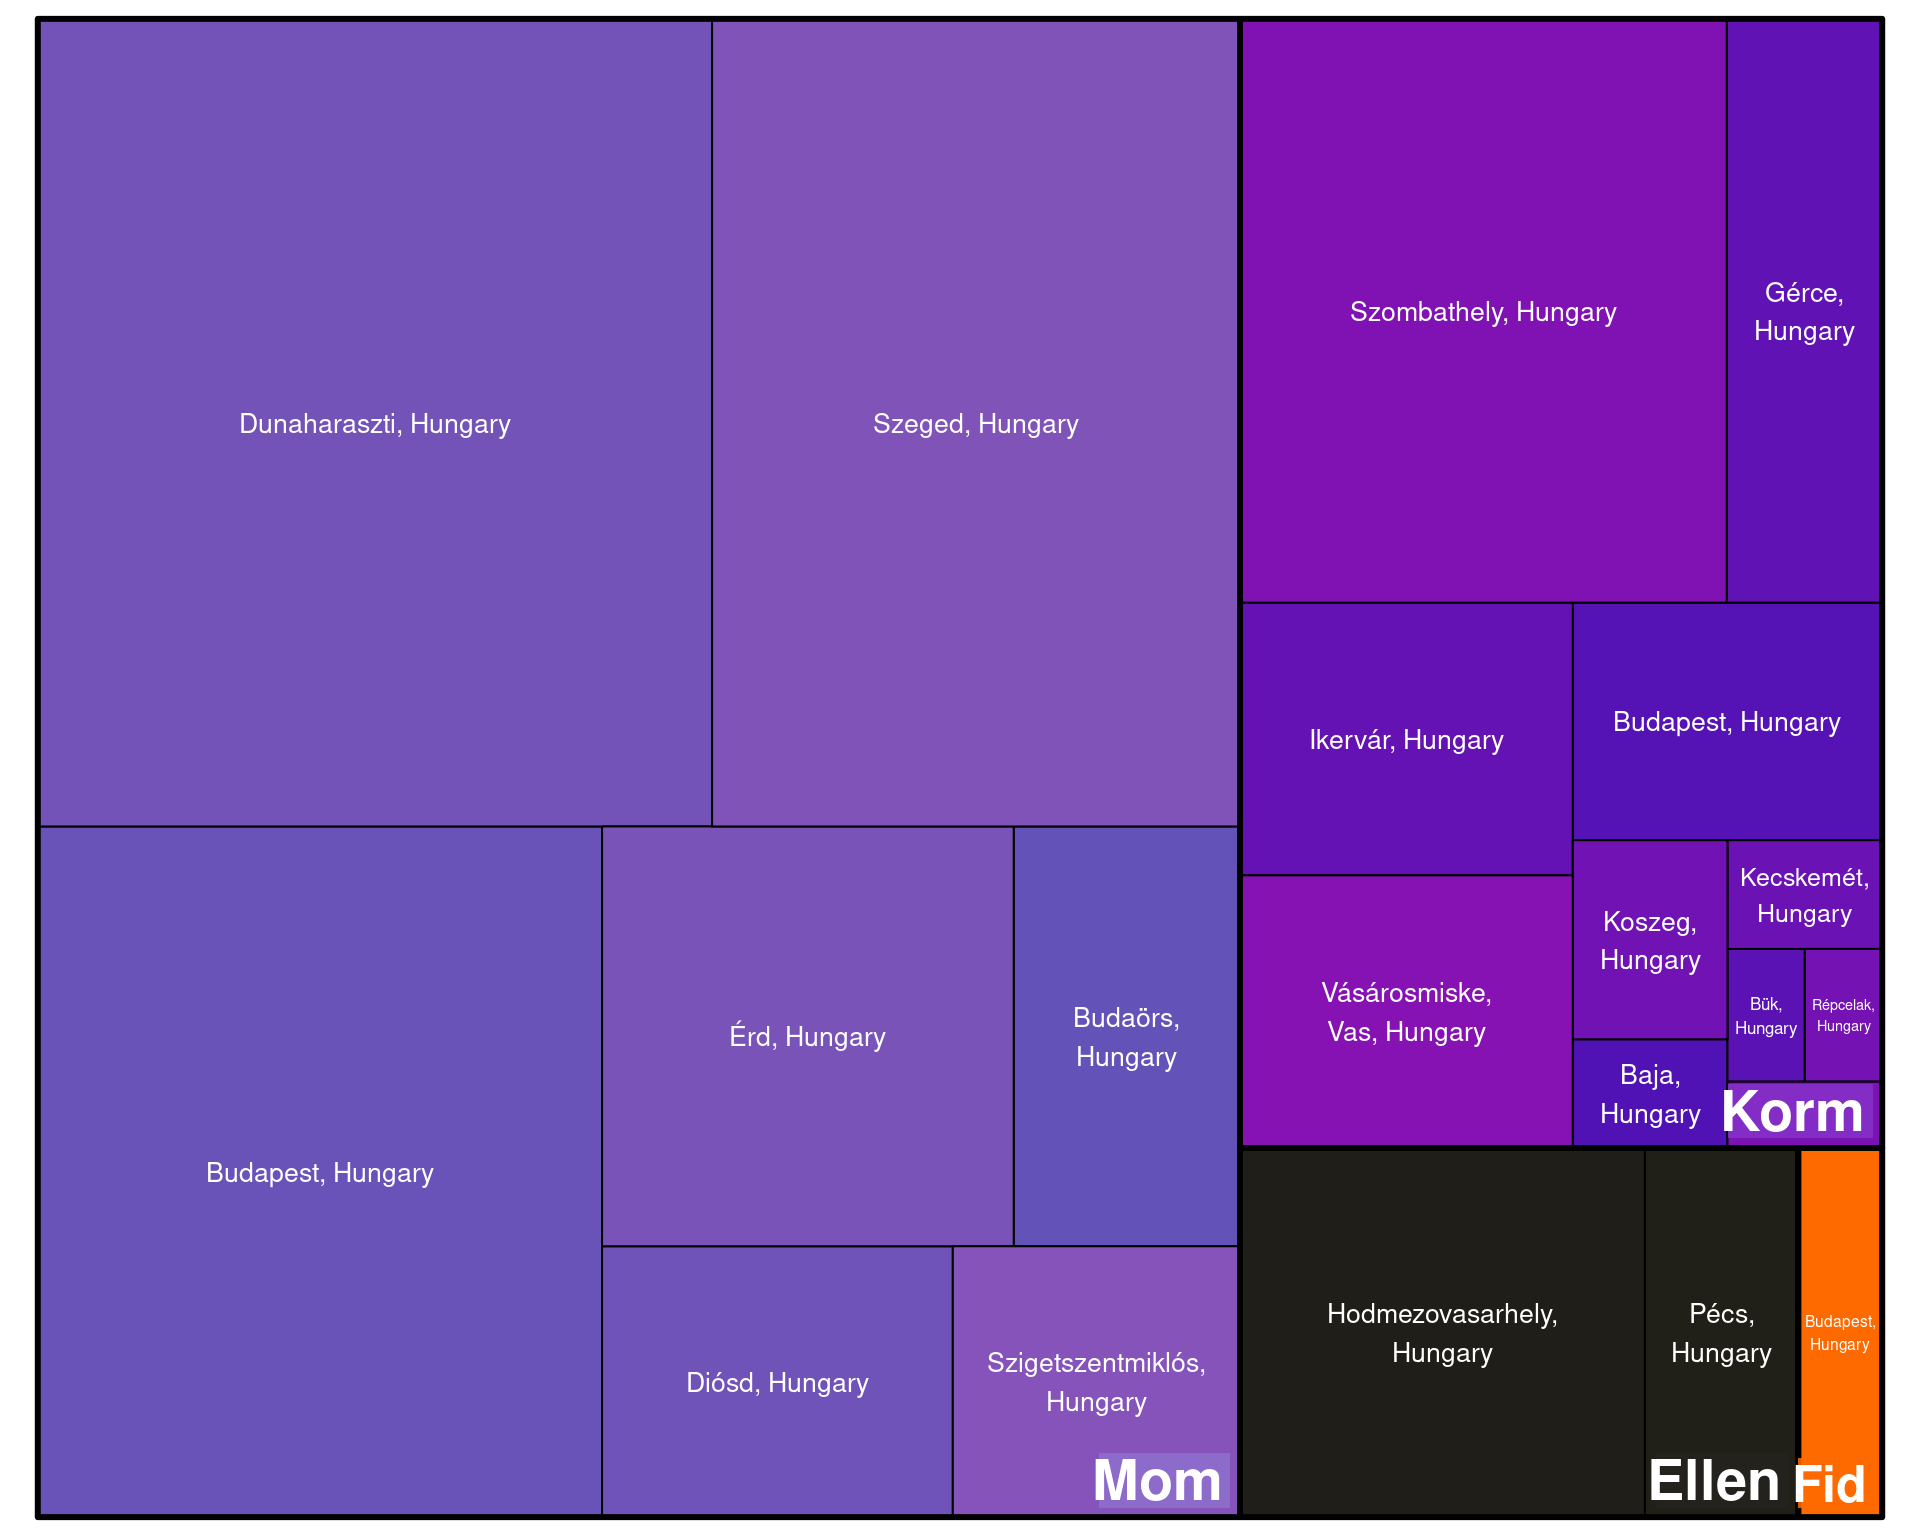 Dunaharaszti, Hungary
Szeged, Hungary
Budapest, Hungary
Érd, Hungary
Budaörs,
Hungary
Diósd, Hungary
Szigetszentmiklós,
Hungary
Mom
Szombathely, Hungary
Gérce,
Hungary
Ikervár, Hungary
Budapest, Hungary
Vásárosmiske,
Vas, Hungary
Koszeg,
Hungary
Kecskemét,
Hungary
Bük,
Hungary
Répcelak,
Hungary
Baja,
Hungary
Korm
Hodmezovasarhely,
Hungary
Pécs,
Hungary
Ellen
Budapest,
Hungary
Fid